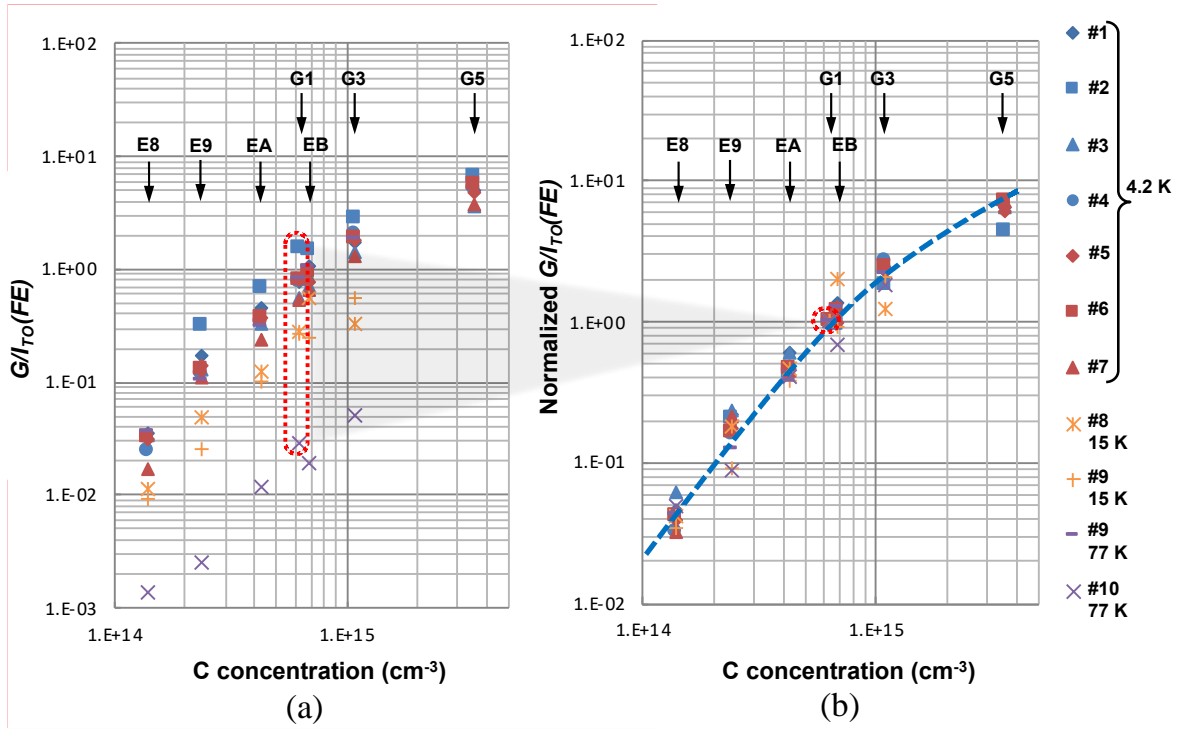 1.E+02
1.E+01
1.E+00
1.E-01
1.E-02
1.E-03
G/I_TO(FE)
G1
G3
G5
E8
E9
EA
EB
1.E+14
1.E+15
C concentration (cm⁻³)
(a)
1.E+02
1.E+01
1.E+00
1.E-01
1.E-02
Normalized G/I_TO(FE)
G1
G3
G5
E8
E9
EA
EB
1.E+14
1.E+15
C concentration (cm⁻³)
(b)
#1
#2
#3
#4
#5
#6
#7
4.2 K
#8
15 K
#9
15 K
#9
77 K
#10
77 K